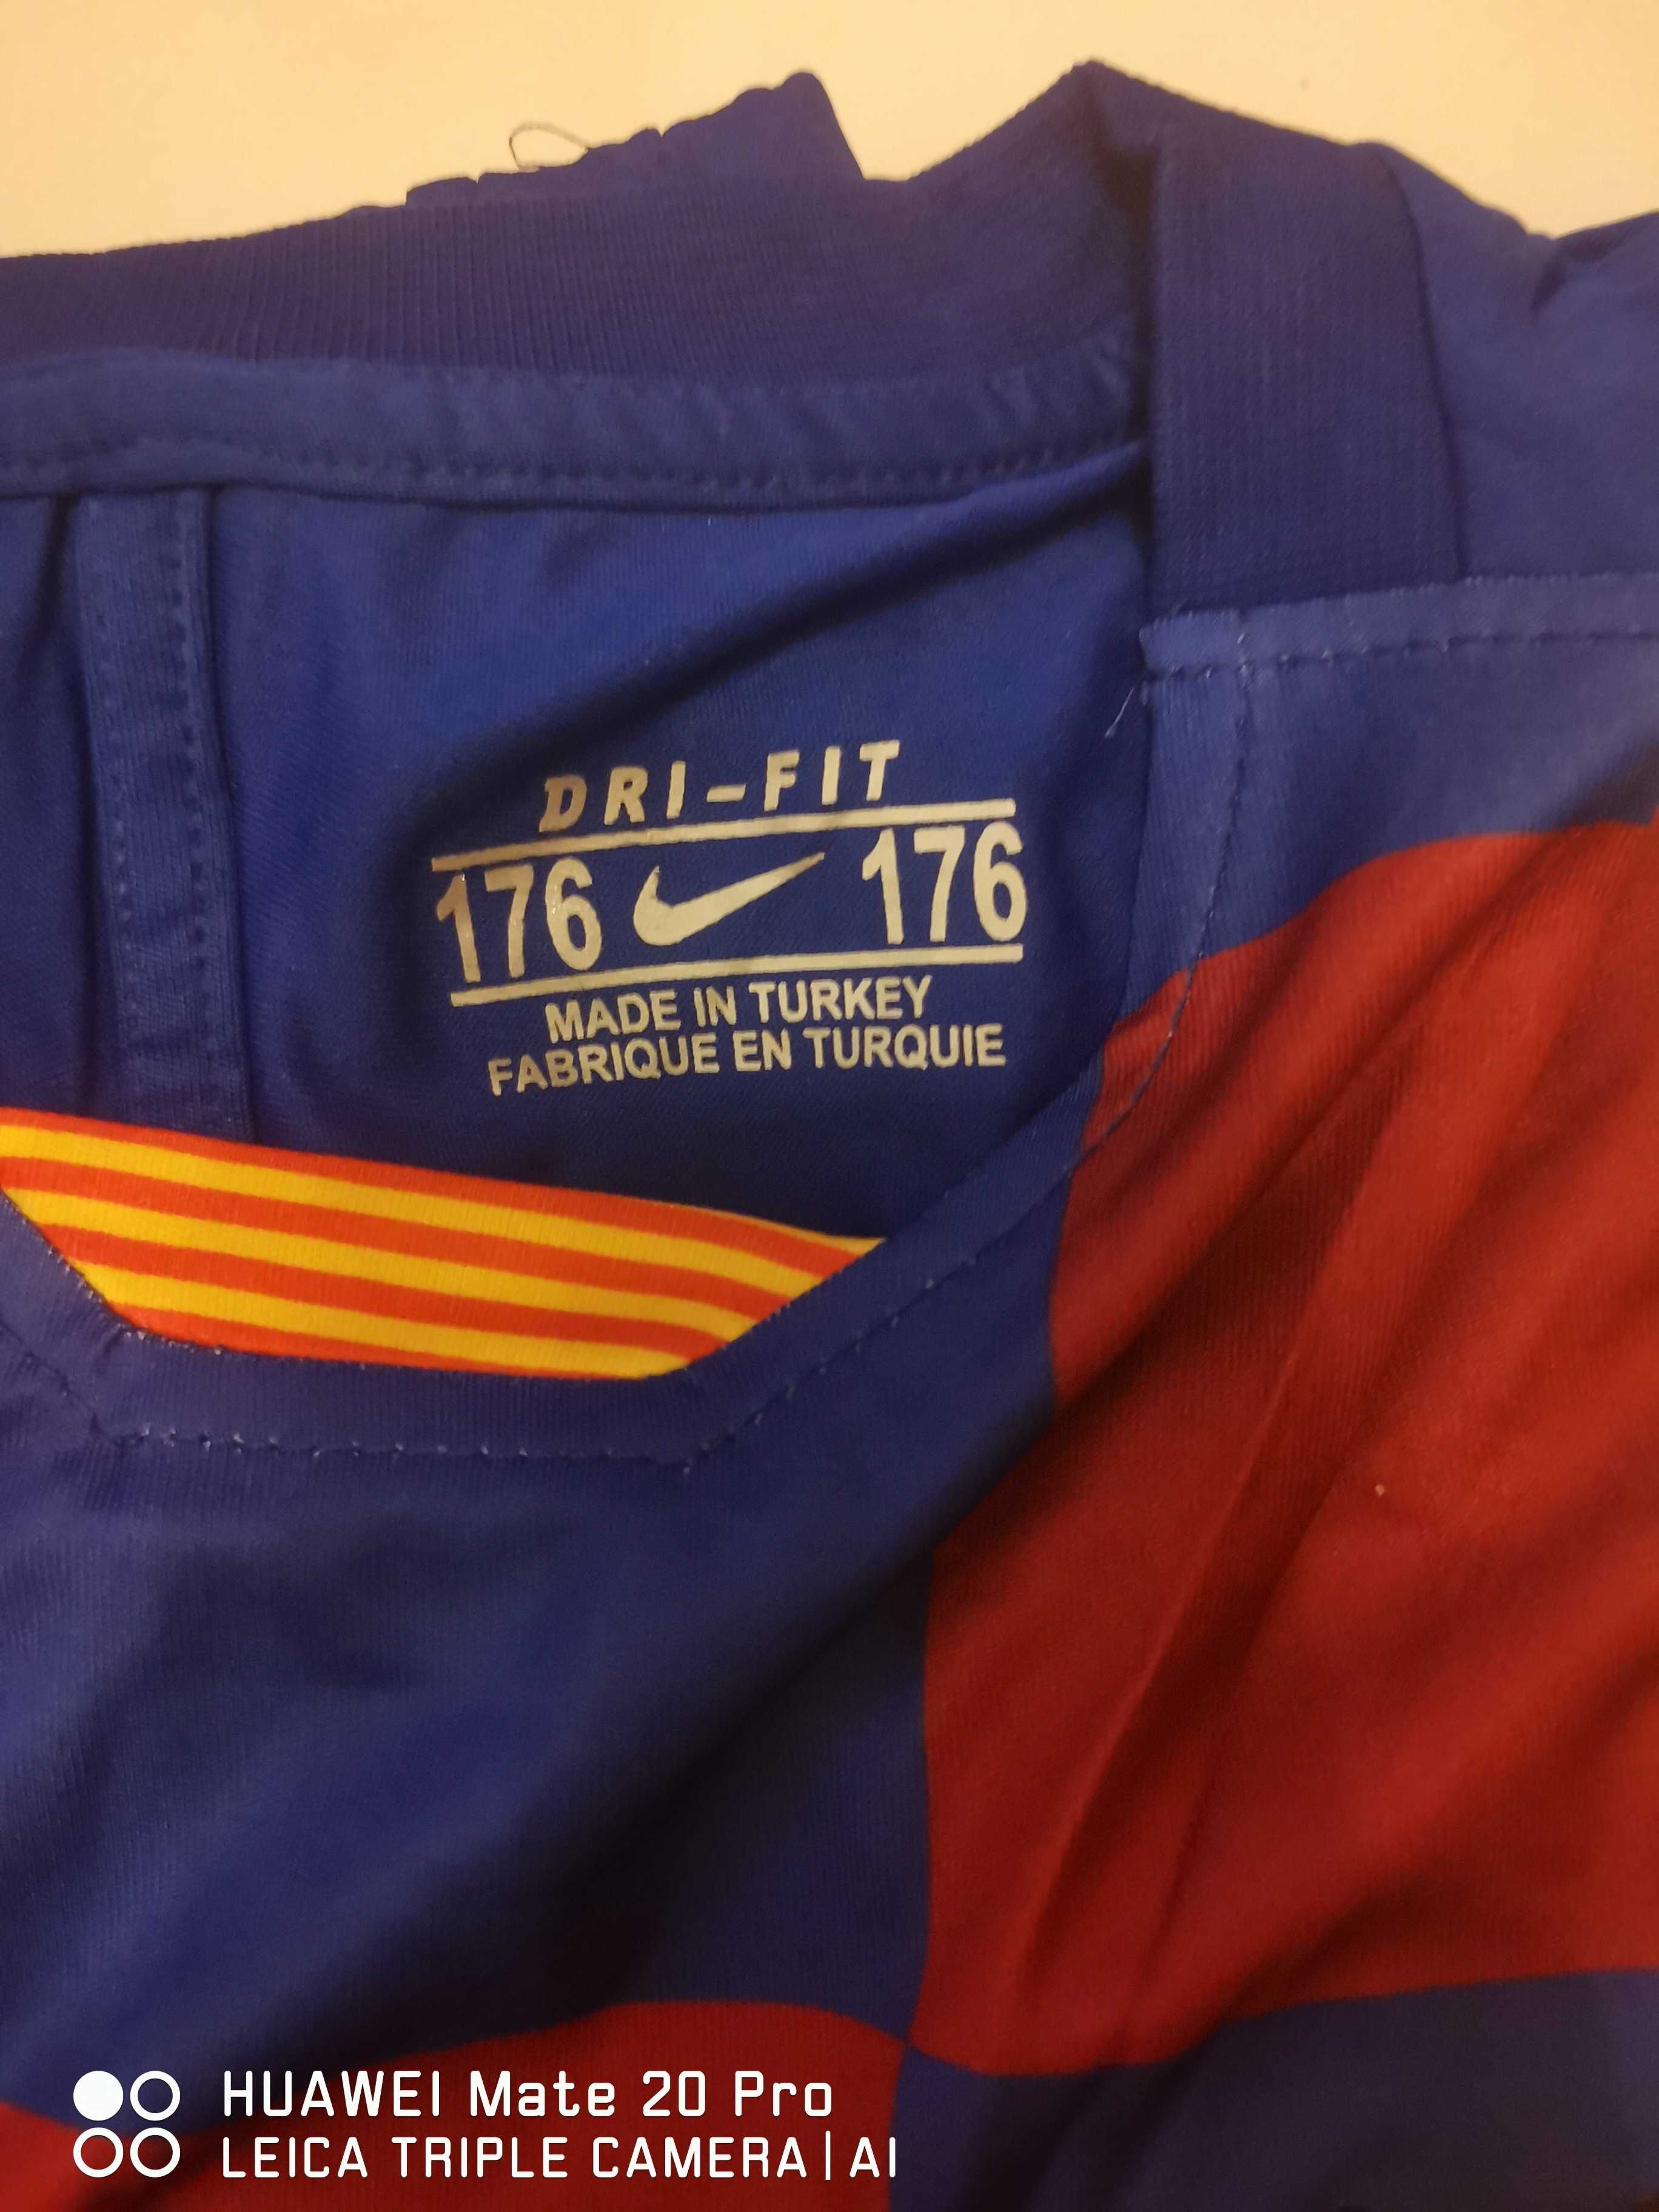 DRI-FIT
176 176
MADE IN TURKEY
FABRIQUE EN TURQUIE
HUAWEI Mate 20 Pro
LEICA TRIPLE CAMERA | AI